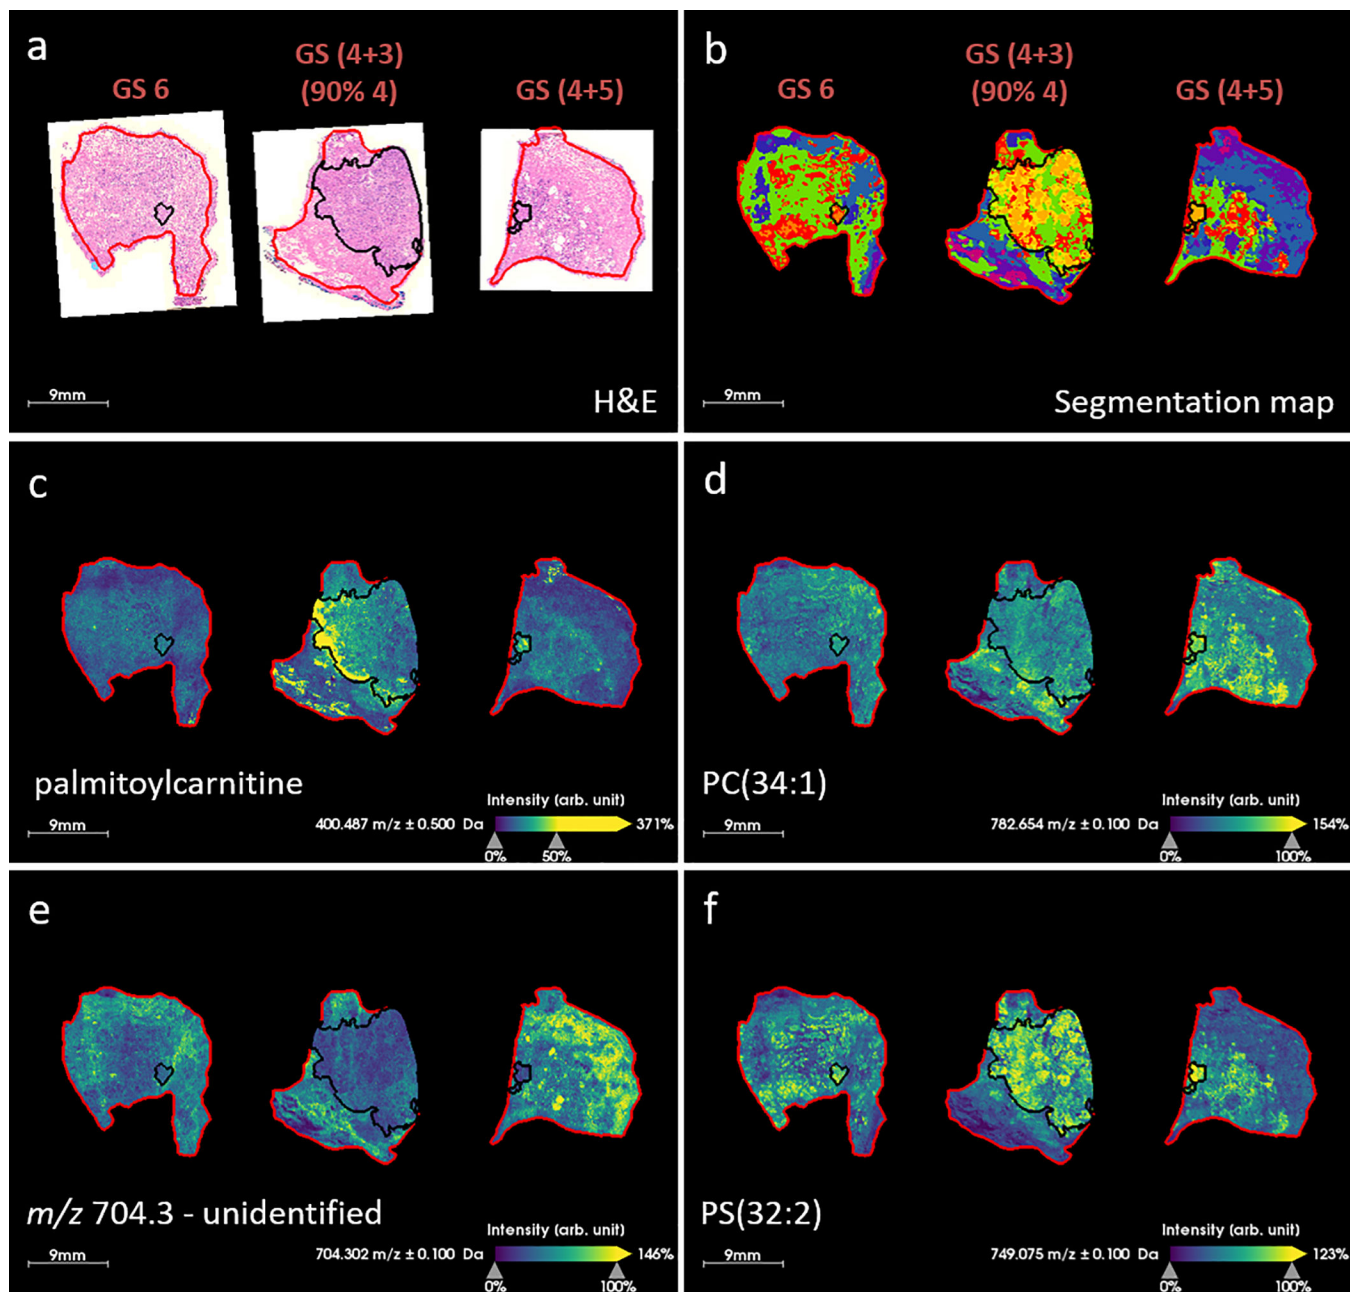 a
GS 6
GS (4+3)
(90% 4)
GS (4+5)
9mm
H&E
b
GS 6
GS (4+3)
(90% 4)
GS (4+5)
9mm
Segmentation map
c
palmitoylcarnitine
9mm
Intensity (arb. unit)
400.487 m/z ± 0.500 Da
371%
0%
50%
d
PC(34:1)
9mm
Intensity (arb. unit)
782.654 m/z ± 0.100 Da
154%
0%
100%
e
m/z 704.3 - unidentified
9mm
Intensity (arb. unit)
704.302 m/z ± 0.100 Da
146%
0%
100%
f
PS(32:2)
9mm
Intensity (arb. unit)
749.075 m/z ± 0.100 Da
123%
0%
100%